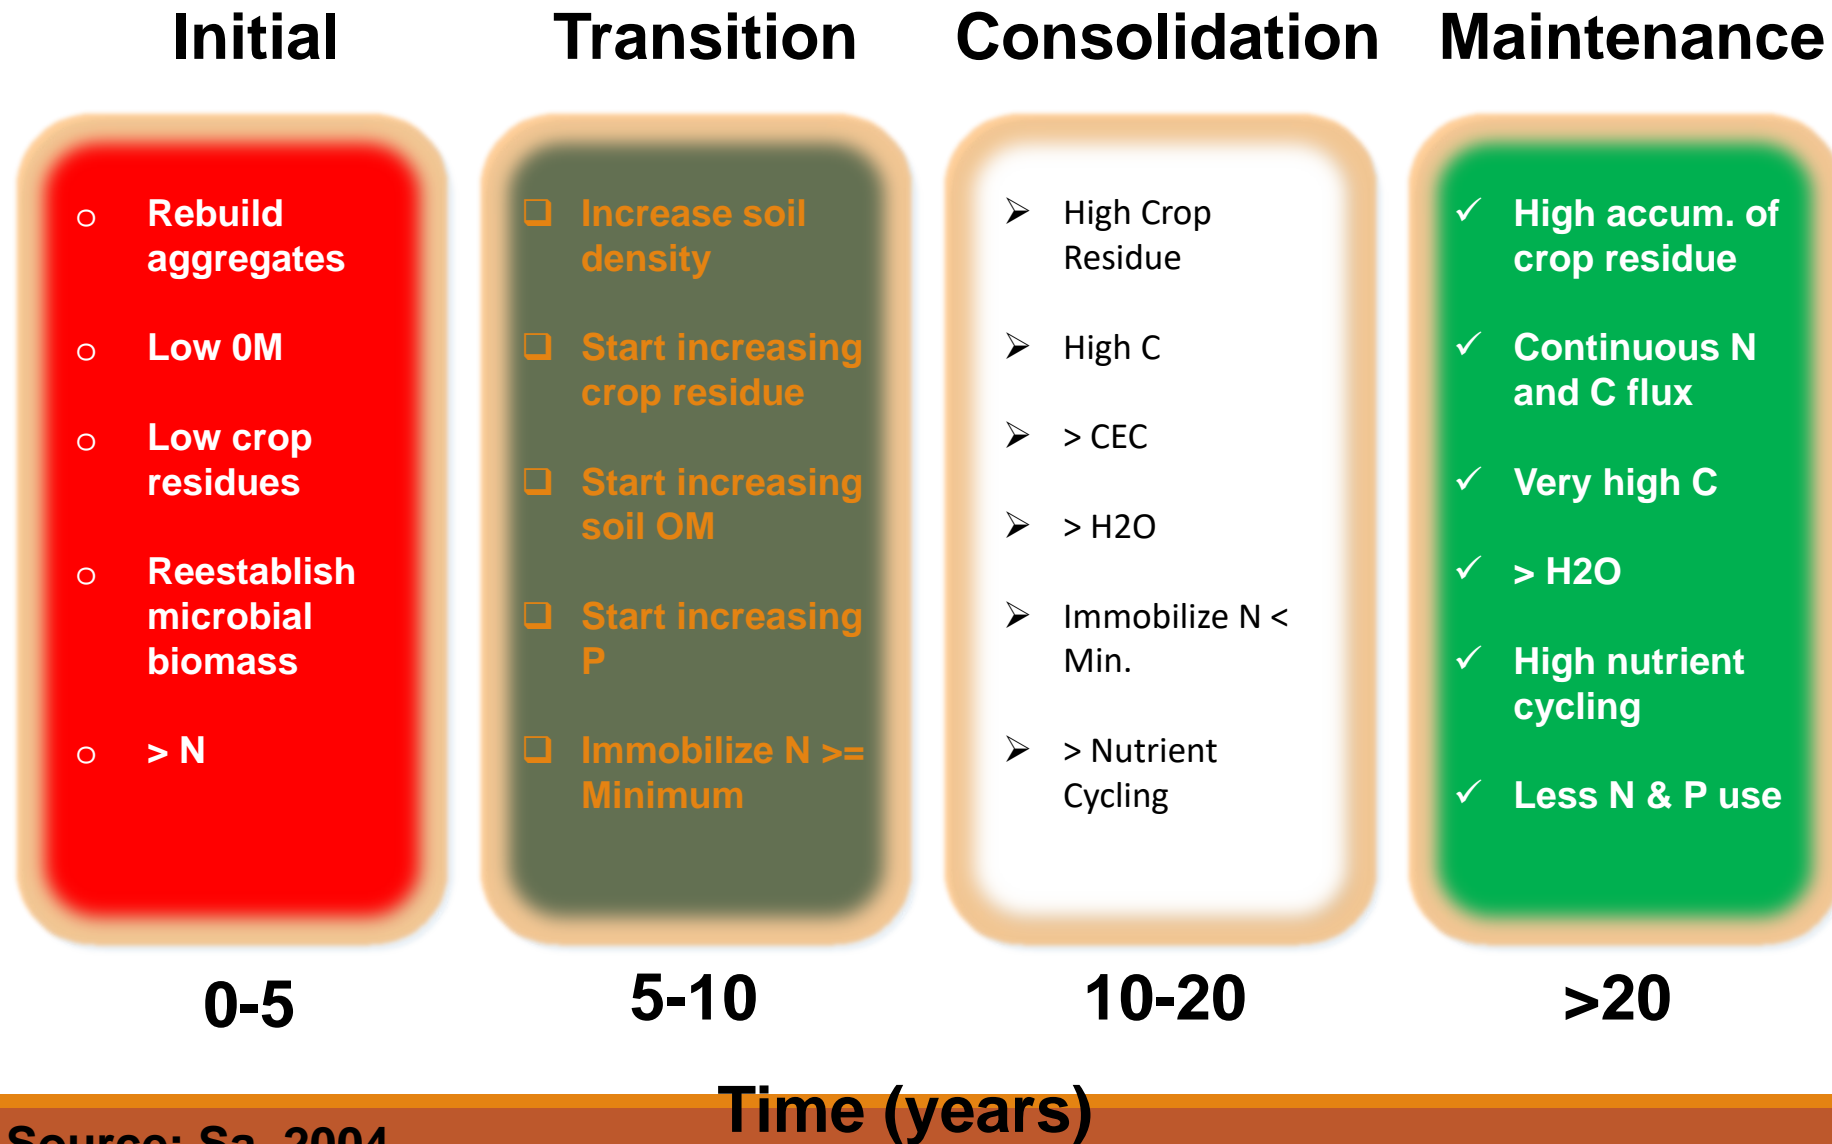 Initial
Transition
Consolidation
Maintenance
Rebuild
aggregates
Low 0M
Low crop
residues
Reestablish
microbial
biomass
> N
Increase soil
density
Start increasing
crop residue
Start increasing
soil OM
Start increasing
P
Immobilize N >=
Minimum
High Crop
Residue
High C
> CEC
> H2O
Immobilize N <
Min.
> Nutrient
Cycling
High accum. of
crop residue
Continuous N
and C flux
Very high C
> H2O
High nutrient
cycling
Less N & P use
0-5
5-10
10-20
>20
Time (years)
Source: Sa, 2004